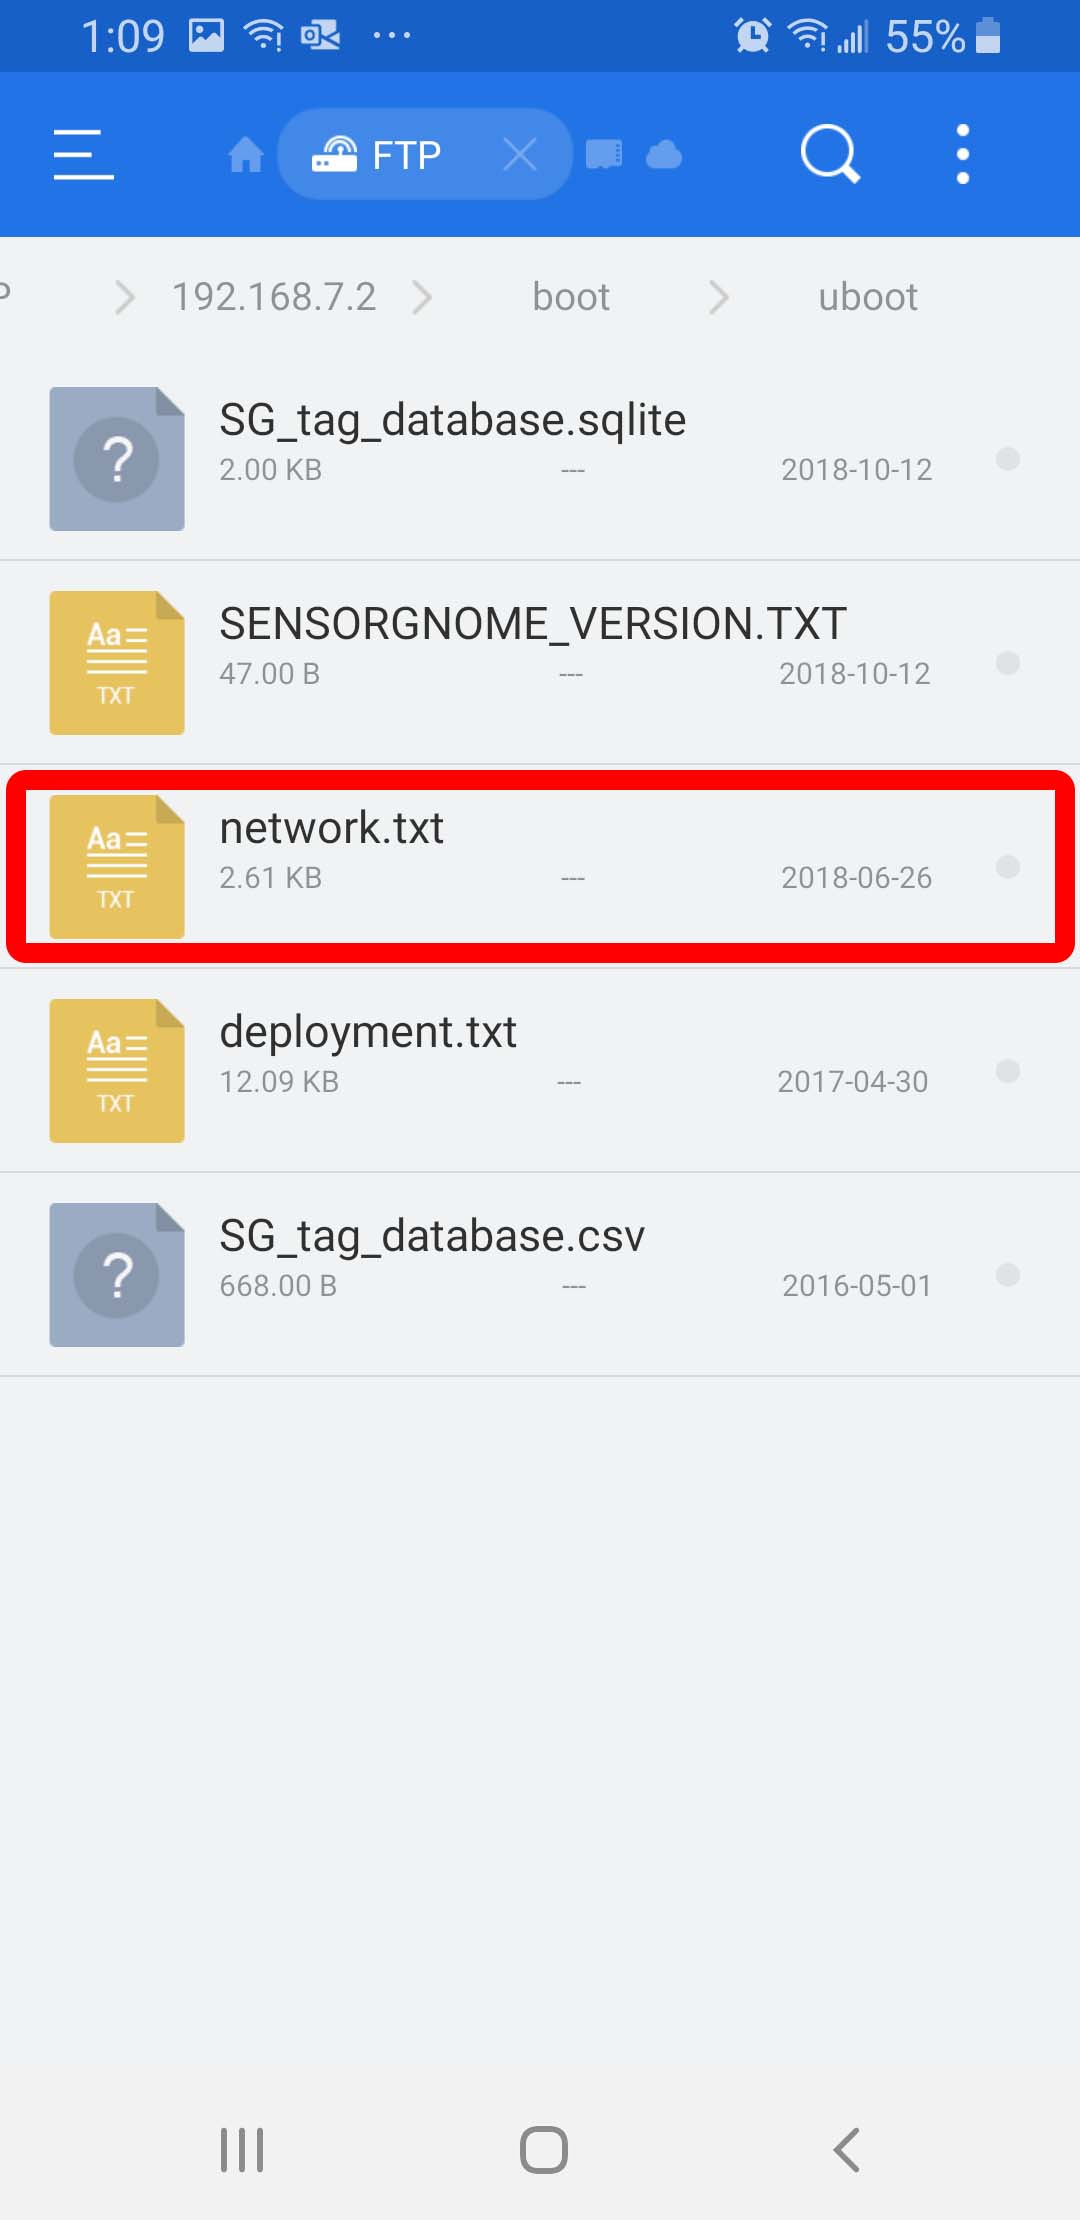 1:09 55%
FTP
P 192.168.7.2 boot uboot
SG_tag_database.sqlite
2.00 KB --- 2018-10-12
Aa
TXT
SENSORGNOME_VERSION.TXT
47.00 B --- 2018-10-12
Aa
TXT
network.txt
2.61 KB --- 2018-06-26
Aa
TXT
deployment.txt
12.09 KB --- 2017-04-30
SG_tag_database.csv
668.00 B --- 2016-05-01